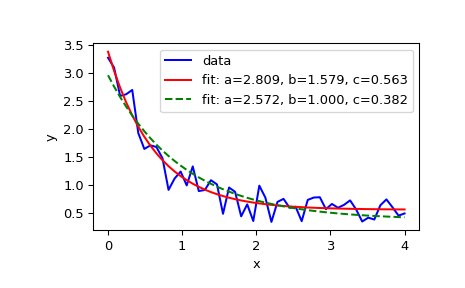 3.5
3.0
2.5
2.0
1.5
1.0
0.5
y
data
fit: a=2.809, b=1.579, c=0.563
fit: a=2.572, b=1.000, c=0.382
0 1 2 3 4
x